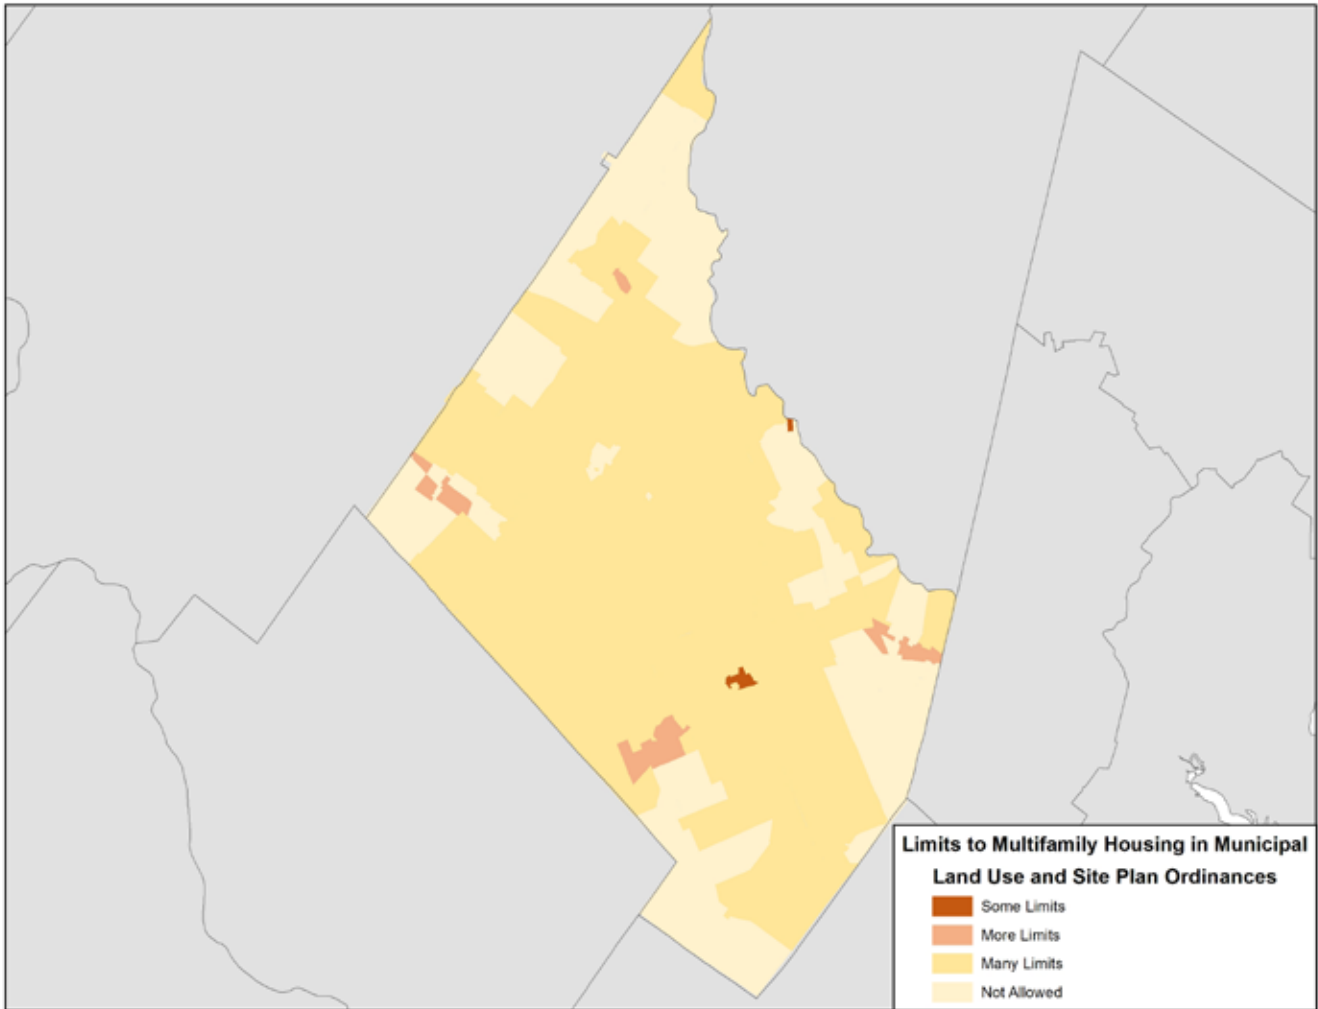 Limits to Multifamily Housing in Municipal
Land Use and Site Plan Ordinances
Some Limits
More Limits
Many Limits
Not Allowed